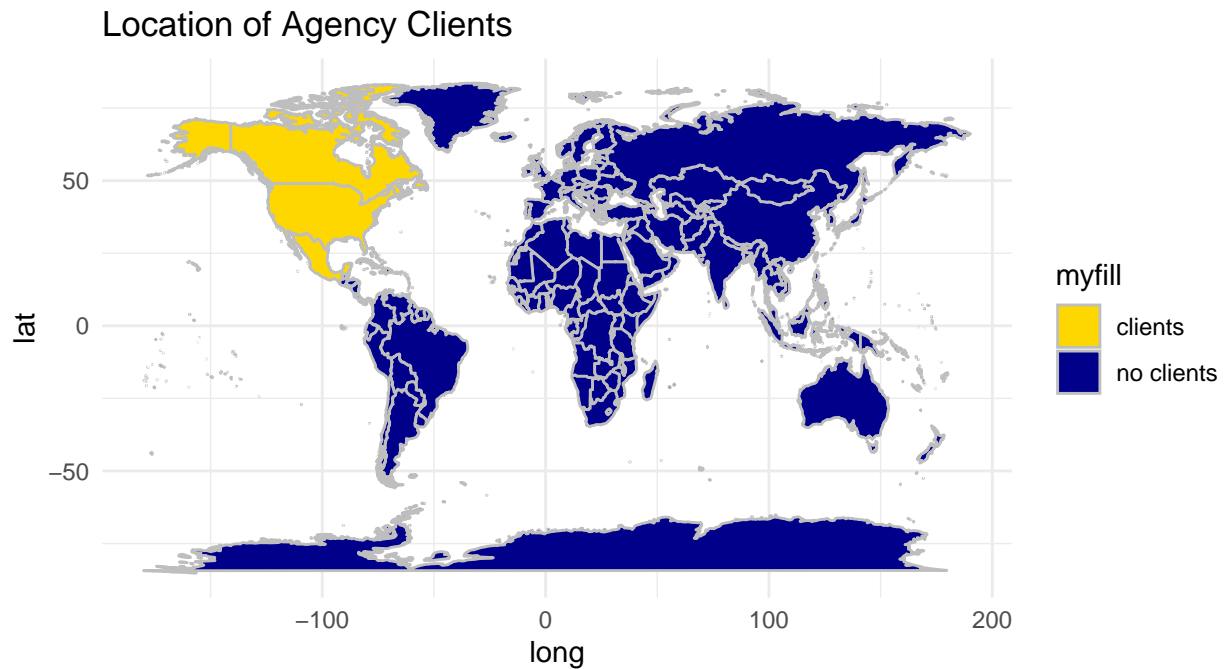 Location of Agency Clients
lat
50
0
−50
−100
0
100
200
long
myfill
clients
no clients